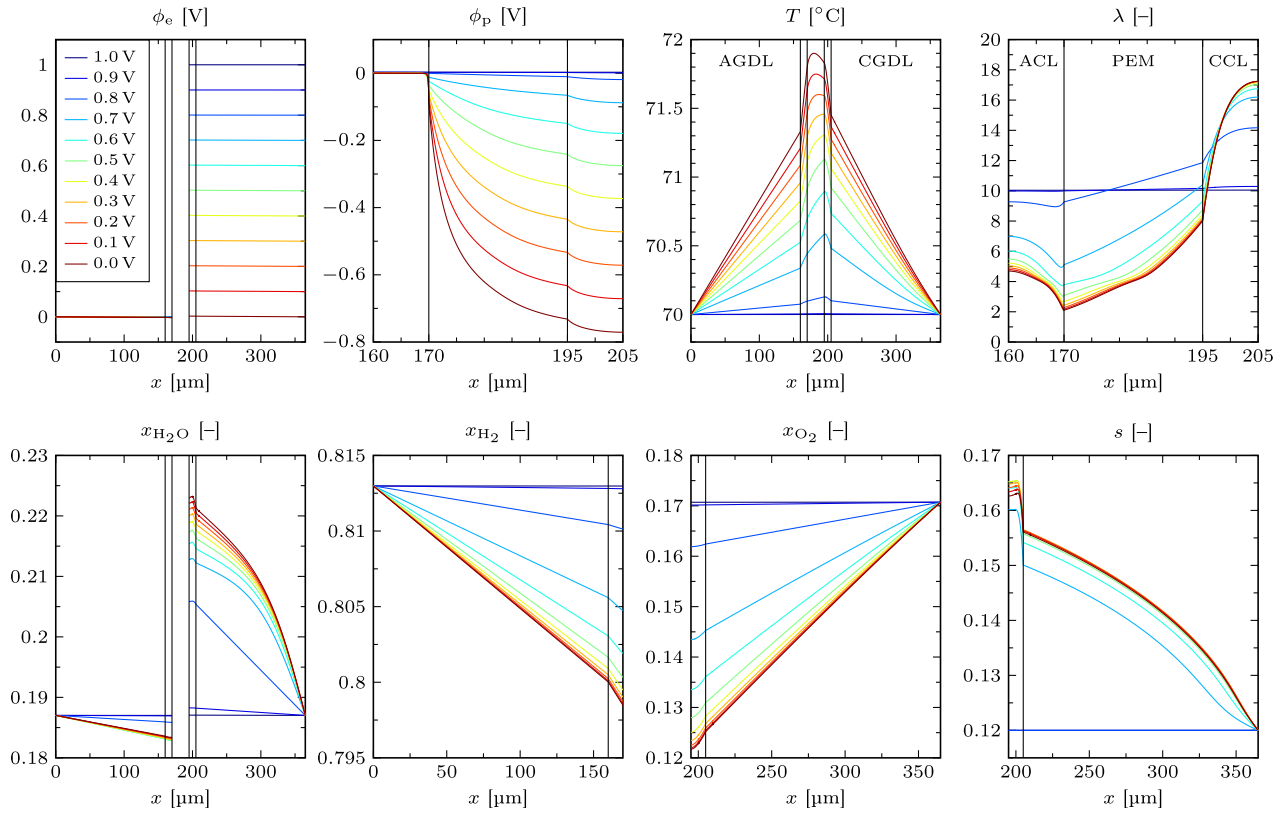 ϕe [V]
1
0.8
0.6
0.4
0.2
0
1.0 V
0.9 V
0.8 V
0.7 V
0.6 V
0.5 V
0.4 V
0.3 V
0.2 V
0.1 V
0.0 V
0 100 200 300
x [µm]
ϕp [V]
0
−0.2
−0.4
−0.6
−0.8
160 170 195 205
x [µm]
T [°C]
72
71.5
71
70.5
70
AGDL CGDL
0 100 200 300
x [µm]
λ [–]
20
18
16
14
12
10
8
6
4
2
0
ACL PEM CCL
160 170 195 205
x [µm]
xH2O [–]
0.23
0.22
0.21
0.2
0.19
0.18
0 100 200 300
x [µm]
xH2 [–]
0.815
0.81
0.805
0.8
0.795
0 50 100 150
x [µm]
xO2 [–]
0.18
0.17
0.16
0.15
0.14
0.13
0.12
200 250 300 350
x [µm]
s [–]
0.17
0.16
0.15
0.14
0.13
0.12
200 250 300 350
x [µm]